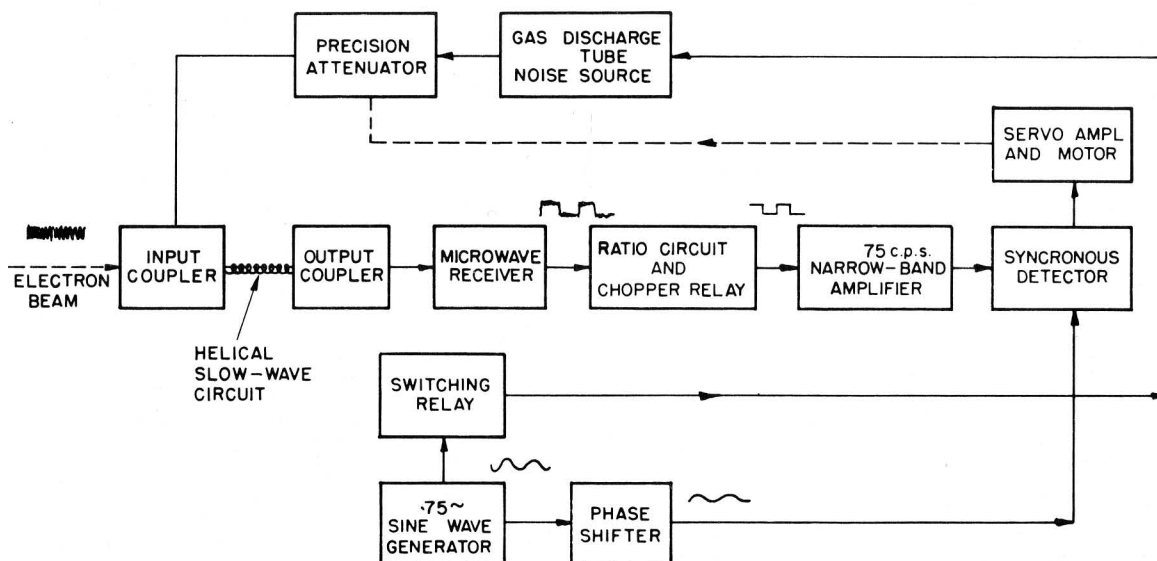 PRECISION
ATTENUATOR
GAS DISCHARGE
TUBE
NOISE SOURCE
SERVO AMPL
AND MOTOR
ELECTRON
BEAM
INPUT
COUPLER
OUTPUT
COUPLER
MICROWAVE
RECEIVER
RATIO CIRCUIT
AND
CHOPPER RELAY
75 c.p.s.
NARROW-BAND
AMPLIFIER
SYNCRONOUS
DETECTOR
HELICAL
SLOW-WAVE
CIRCUIT
SWITCHING
RELAY
75~
SINE WAVE
GENERATOR
PHASE
SHIFTER